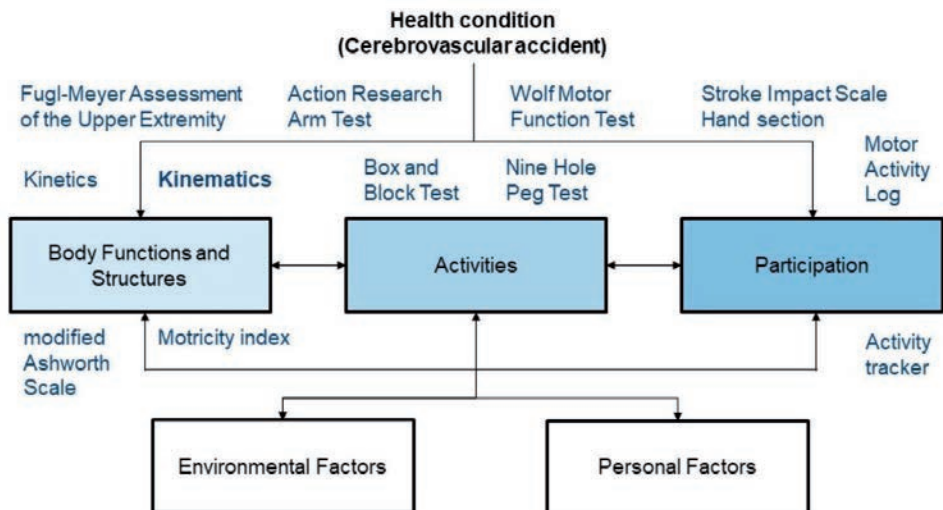 Health condition
(Cerebrovascular accident)
Fugl-Meyer Assessment
of the Upper Extremity
Action Research
Arm Test
Wolf Motor
Function Test
Stroke Impact Scale
Hand section
Kinetics
Kinematics
Box and
Block Test
Nine Hole
Peg Test
Motor
Activity
Log
Body Functions and
Structures
Activities
Participation
modified
Ashworth
Scale
Motricity index
Activity
tracker
Environmental Factors
Personal Factors